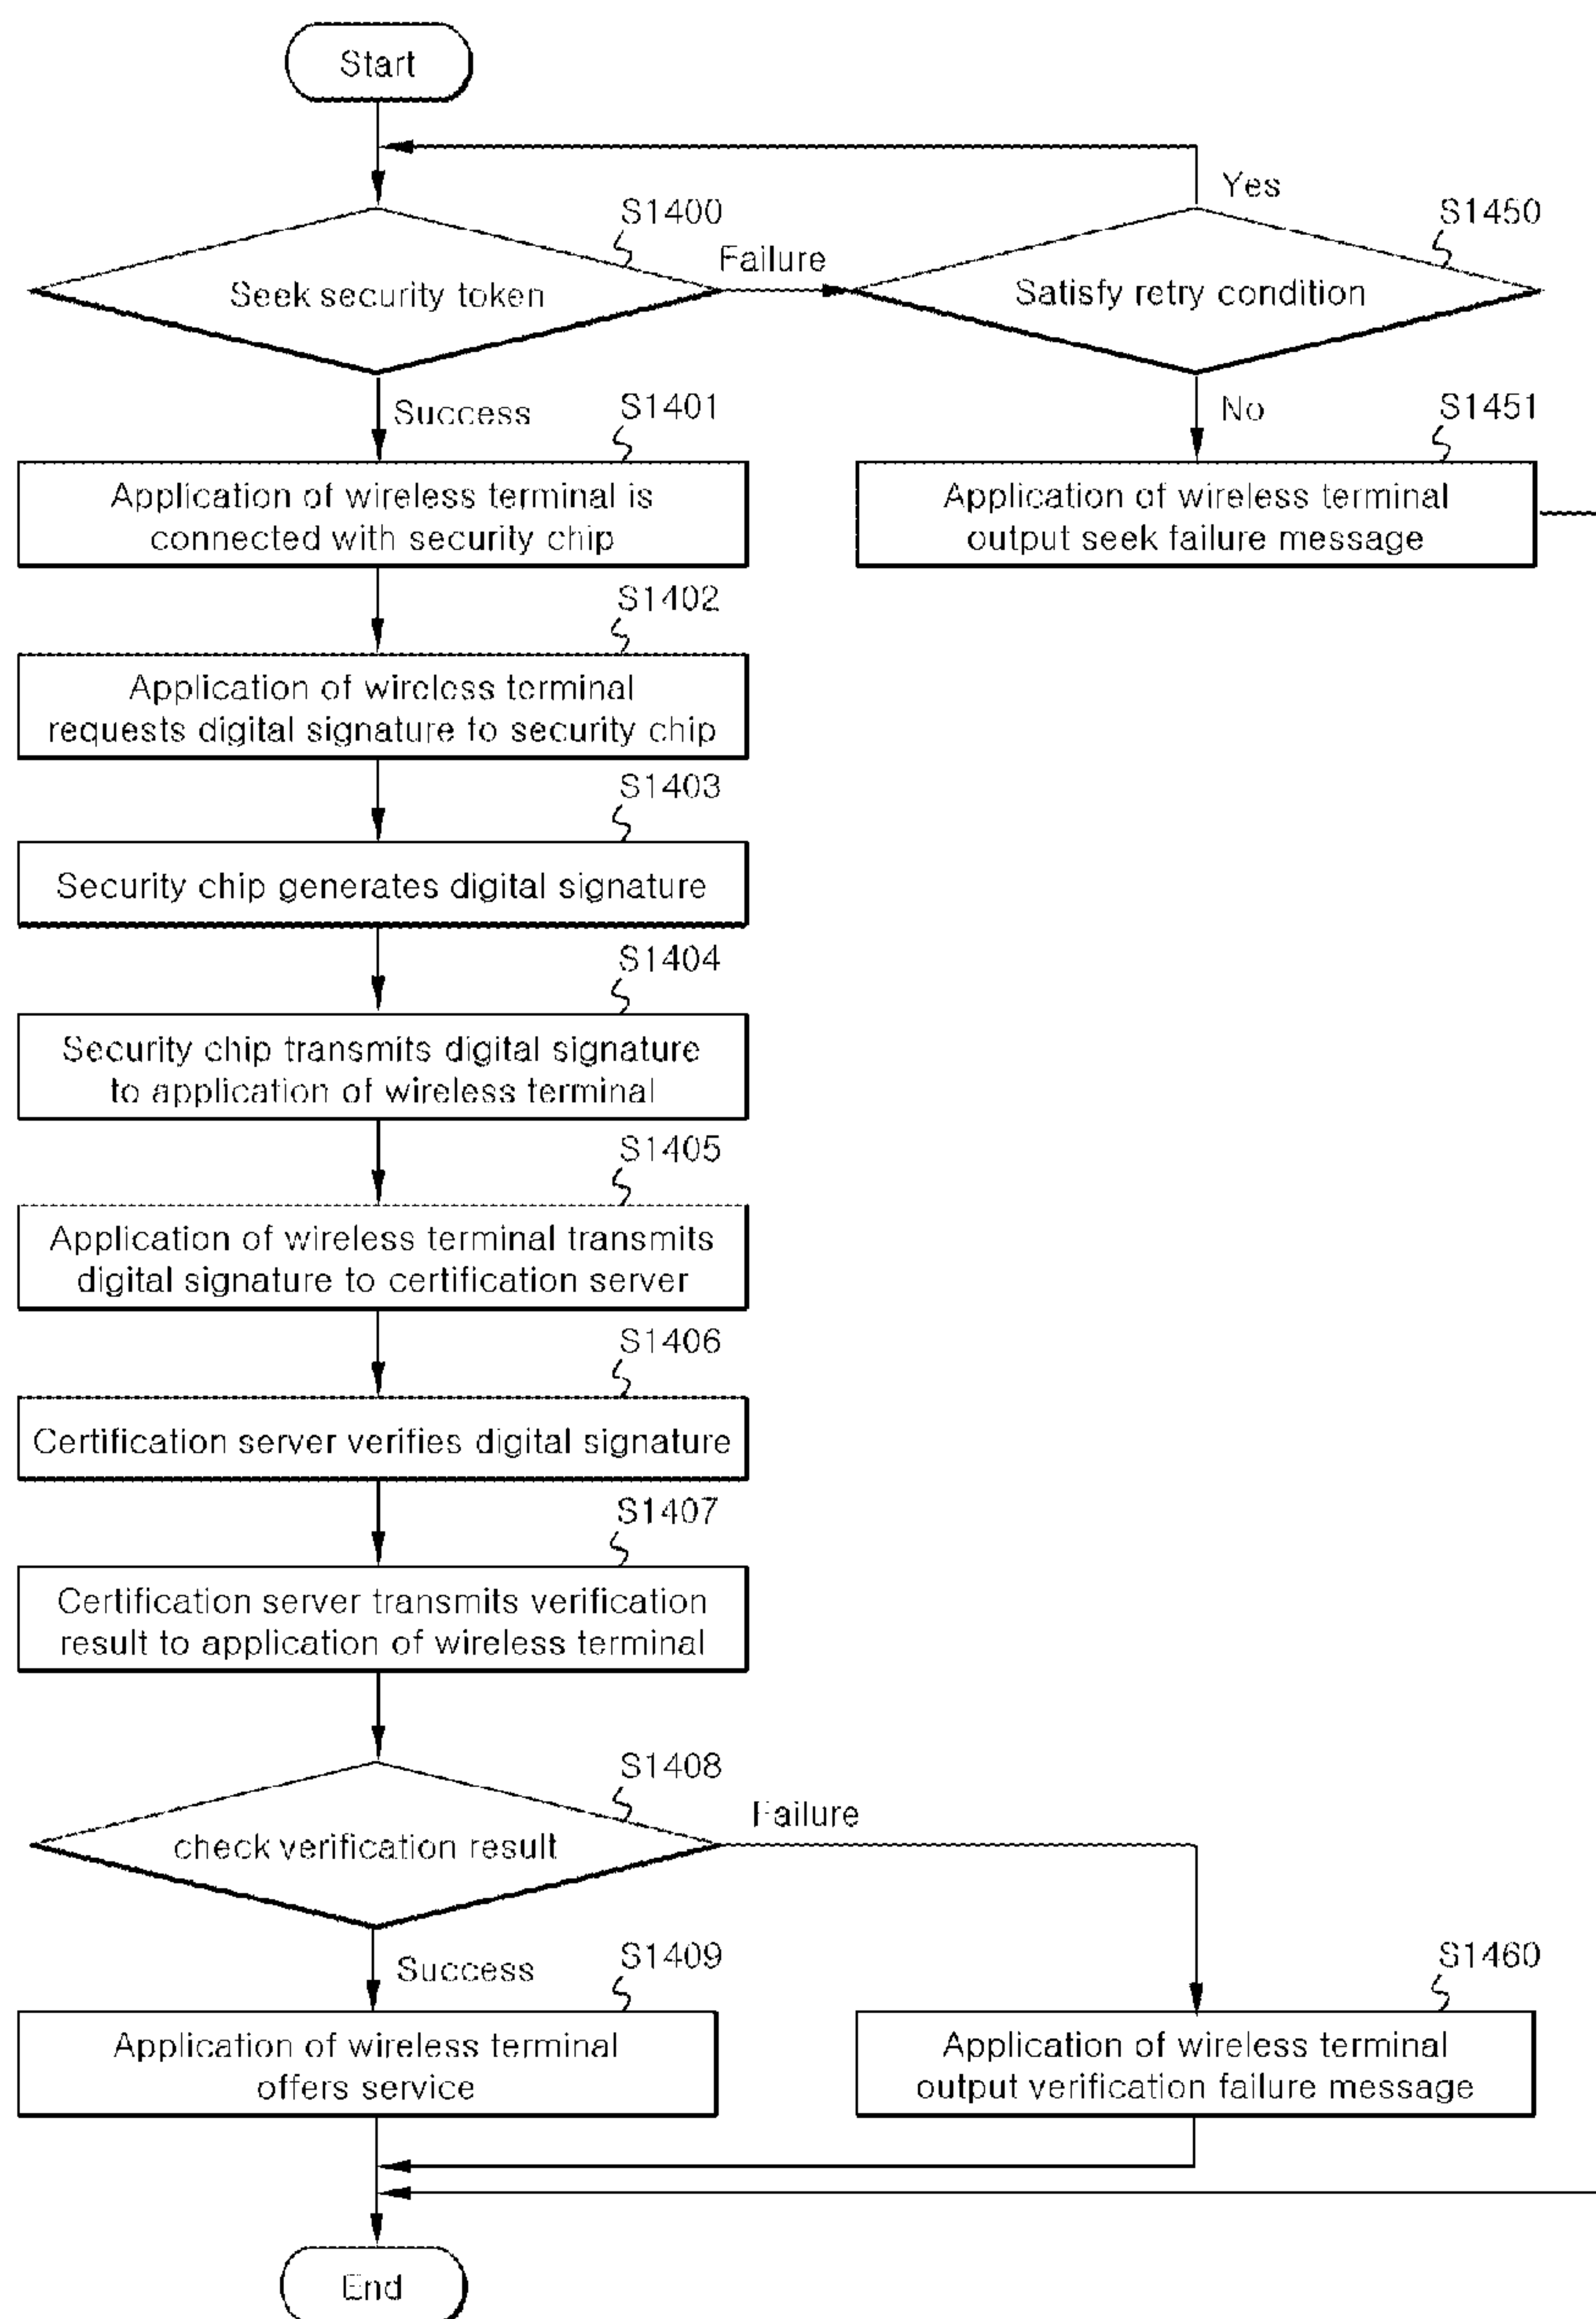 Start
Yes
S1400
S1450
Failure
Seek security token
Satisfy retry condition
Success
S1401
No
S1451
Application of wireless terminal is
connected with security chip
Application of wireless terminal
output seek failure message
S1402
Application of wireless terminal
requests digital signature to security chip
S1403
Security chip generates digital signature
S1404
Security chip transmits digital signature
to application of wireless terminal
S1405
Application of wireless terminal transmits
digital signature to certification server
S1406
Certification server verifies digital signature
S1407
Certification server transmits verification
result to application of wireless terminal
S1408
Failure
check verification result
Success
S1409
S1460
Application of wireless terminal
offers service
Application of wireless terminal
output verification failure message
End